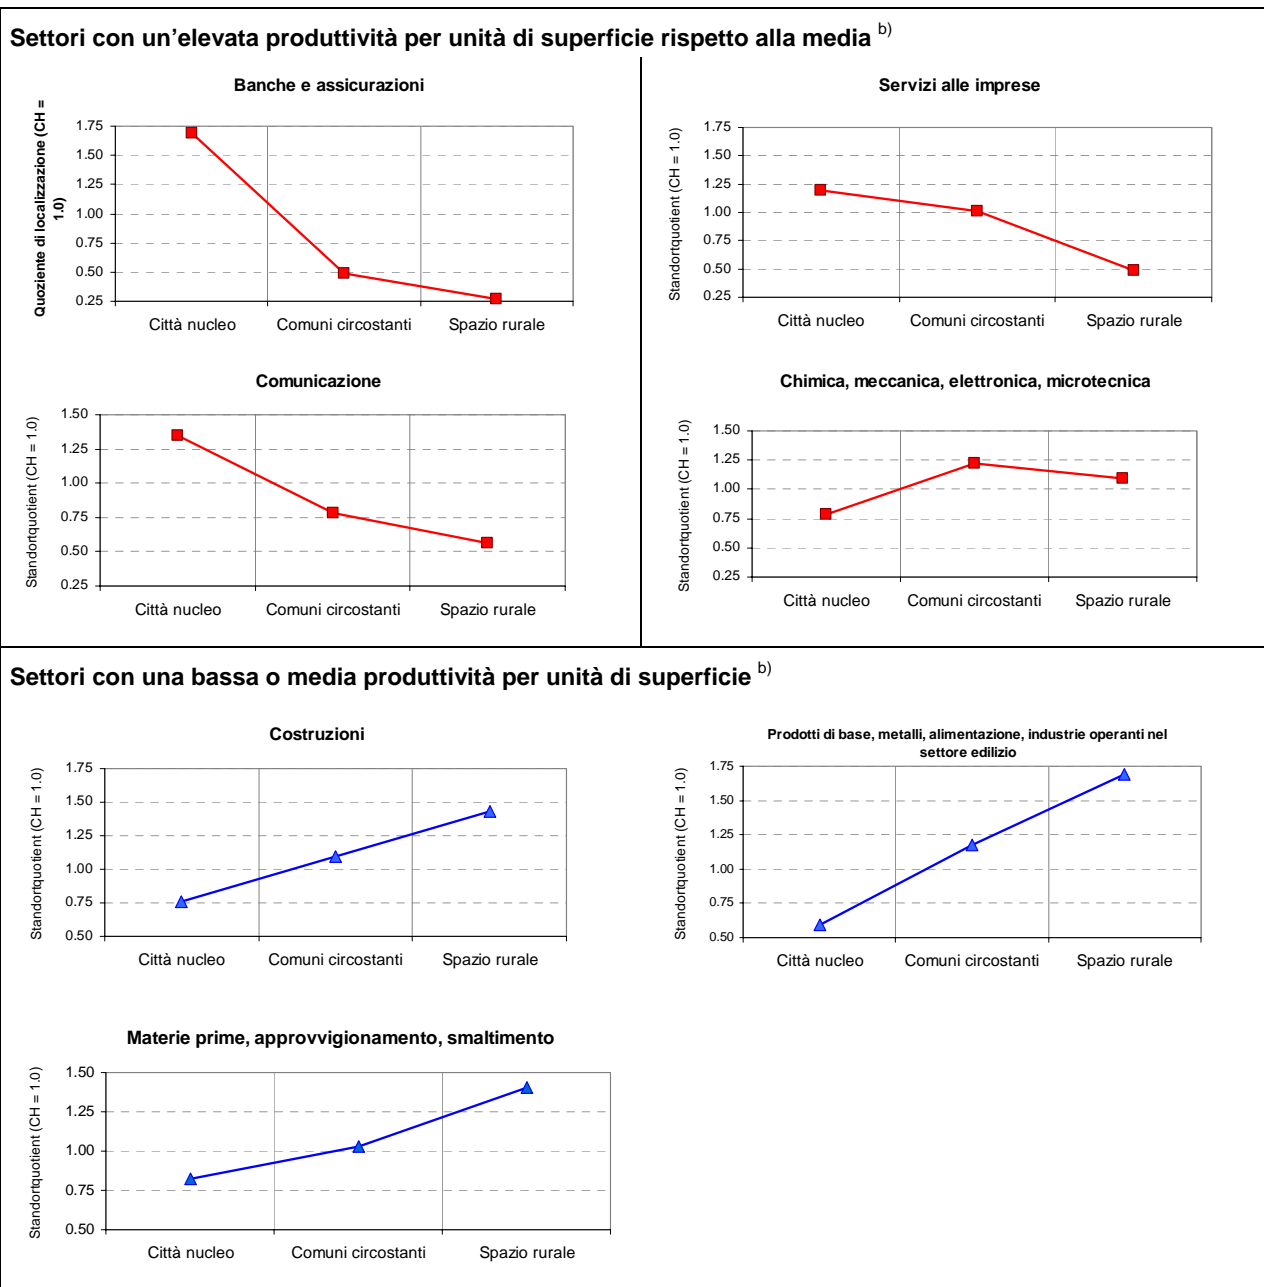 Settori con un’elevata produttività per unità di superficie rispetto alla media b)
Banche e assicurazioni
Quoziente di localizzazione (CH =
1.0)
1.75
1.50
1.25
1.00
0.75
0.50
0.25
Città nucleo Comuni circostanti Spazio rurale
Servizi alle imprese
Standortquotient (CH = 1.0)
1.75
1.50
1.25
1.00
0.75
0.50
0.25
Città nucleo Comuni circostanti Spazio rurale
Comunicazione
Standortquotient (CH = 1.0)
1.50
1.25
1.00
0.75
0.50
0.25
Città nucleo Comuni circostanti Spazio rurale
Chimica, meccanica, elettronica, microtecnica
Standortquotient (CH = 1.0)
1.50
1.25
1.00
0.75
0.50
0.25
Città nucleo Comuni circostanti Spazio rurale
Settori con una bassa o media produttività per unità di superficie b)
Costruzioni
Standortquotient (CH = 1.0)
1.75
1.50
1.25
1.00
0.75
0.50
Città nucleo Comuni circostanti Spazio rurale
Prodotti di base, metalli, alimentazione, industrie operanti nel
settore edilizio
Standortquotient (CH = 1.0)
1.75
1.50
1.25
1.00
0.75
0.50
Città nucleo Comuni circostanti Spazio rurale
Materie prime, approvvigionamento, smaltimento
Standortquotient (CH = 1.0)
1.50
1.25
1.00
0.75
0.50
Città nucleo Comuni circostanti Spazio rurale